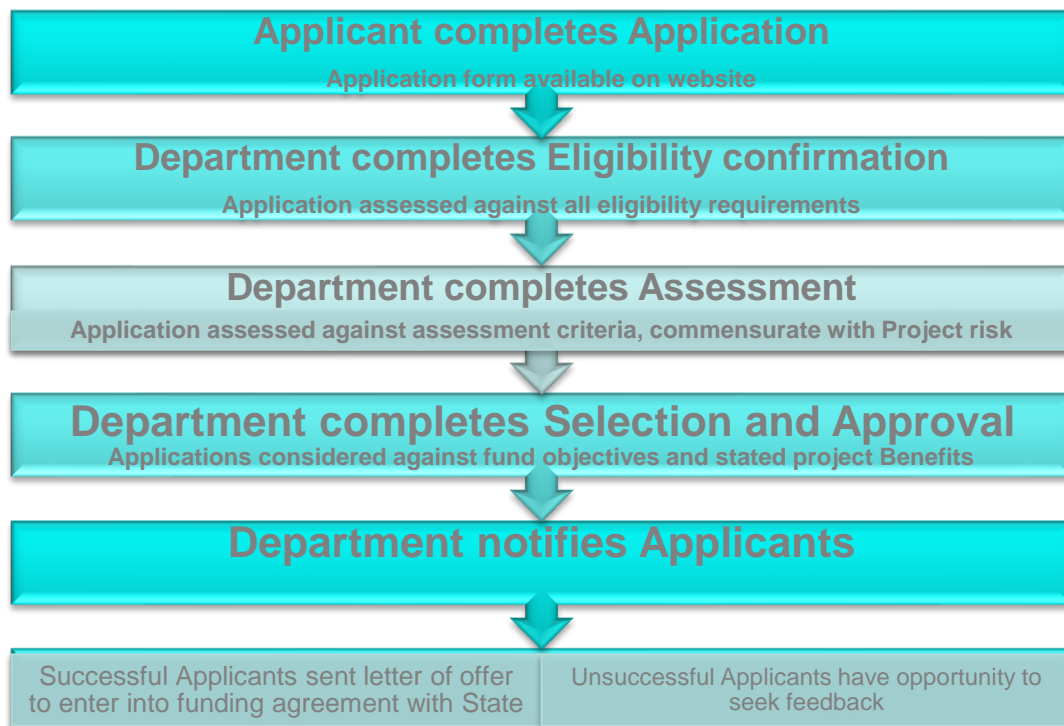 Applicant completes Application
Application form available on website
Department completes Eligibility confirmation
Application assessed against all eligibility requirements
Department completes Assessment
Application assessed against assessment criteria, commensurate with Project risk
Department completes Selection and Approval
Applications considered against fund objectives and stated project Benefits
Department notifies Applicants
Successful Applicants sent letter of offer
to enter into funding agreement with State
Unsuccessful Applicants have opportunity to
seek feedback